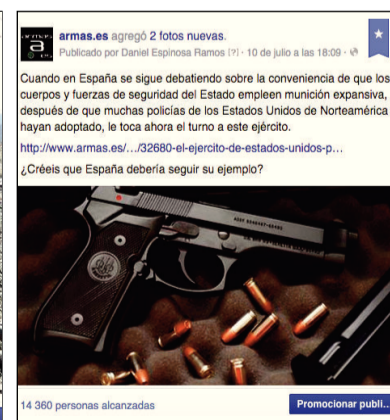 armas.es agregó 2 fotos nuevas.
Publicado por Daniel Espinosa Ramos [?] · 10 de julio a las 18:09 ·
Cuando en España se sigue debatiendo sobre la conveniencia de que los
cuerpos y fuerzas de seguridad del Estado empleen munición expansiva,
después de que muchas policías de los Estados Unidos de Norteamérica
hayan adoptado, le toca ahora el turno a este ejército.
http://www.armas.es/.../32680-el-ejercito-de-estados-unidos-p...
¿Créeis que España debería seguir su ejemplo?
14 360 personas alcanzadas
Promocionar publi...